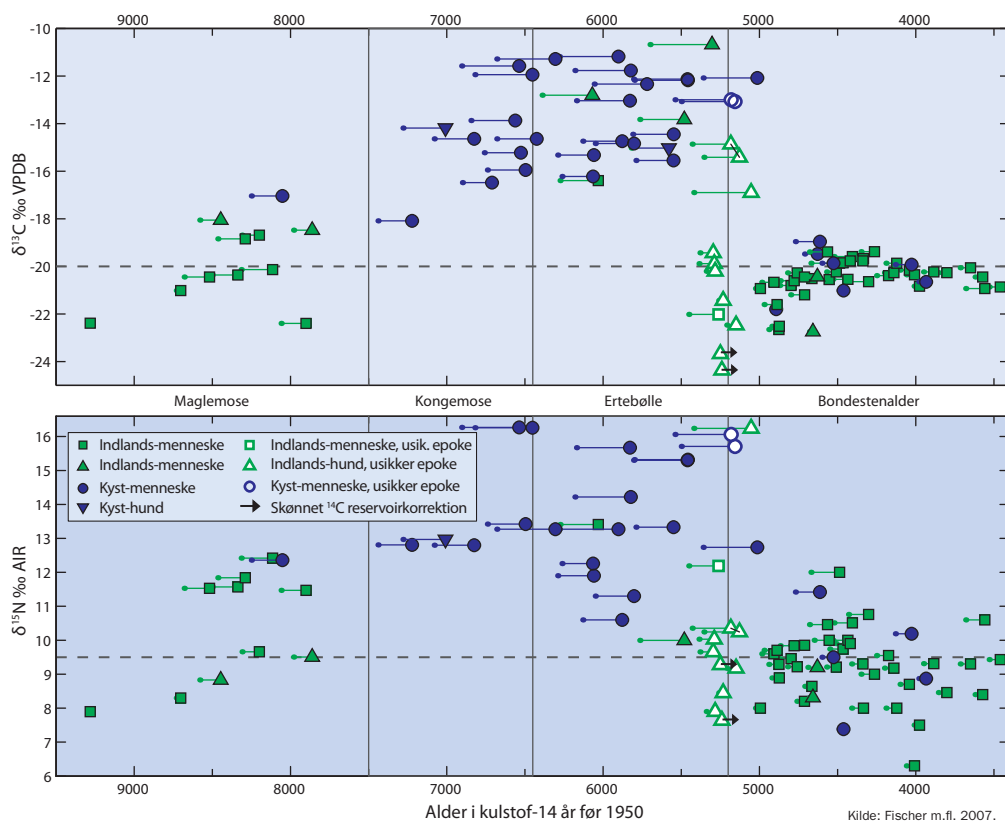 9000 8000 7000 6000 5000 4000
-10
-12
-14
-16
-18
-20
-22
-24
δ¹³C ‰ VPDB
Maglemose Kongemose Ertebølle Bondestenalder
16
15
14
13
12
11
10
9
8
7
6
δ¹⁵N ‰ AIR
Indlands-menneske
Indlands-menneske
Kyst-menneske
Kyst-hund
Indlands-menneske, usik. epoke
Indlands-hund, usikker epoke
Kyst-menneske, usikker epoke
Skønnet ¹⁴C reservoirkorrektion
9000 8000 7000 6000 5000 4000
Alder i kulstof-14 år før 1950
Kilde: Fischer m.fl. 2007.